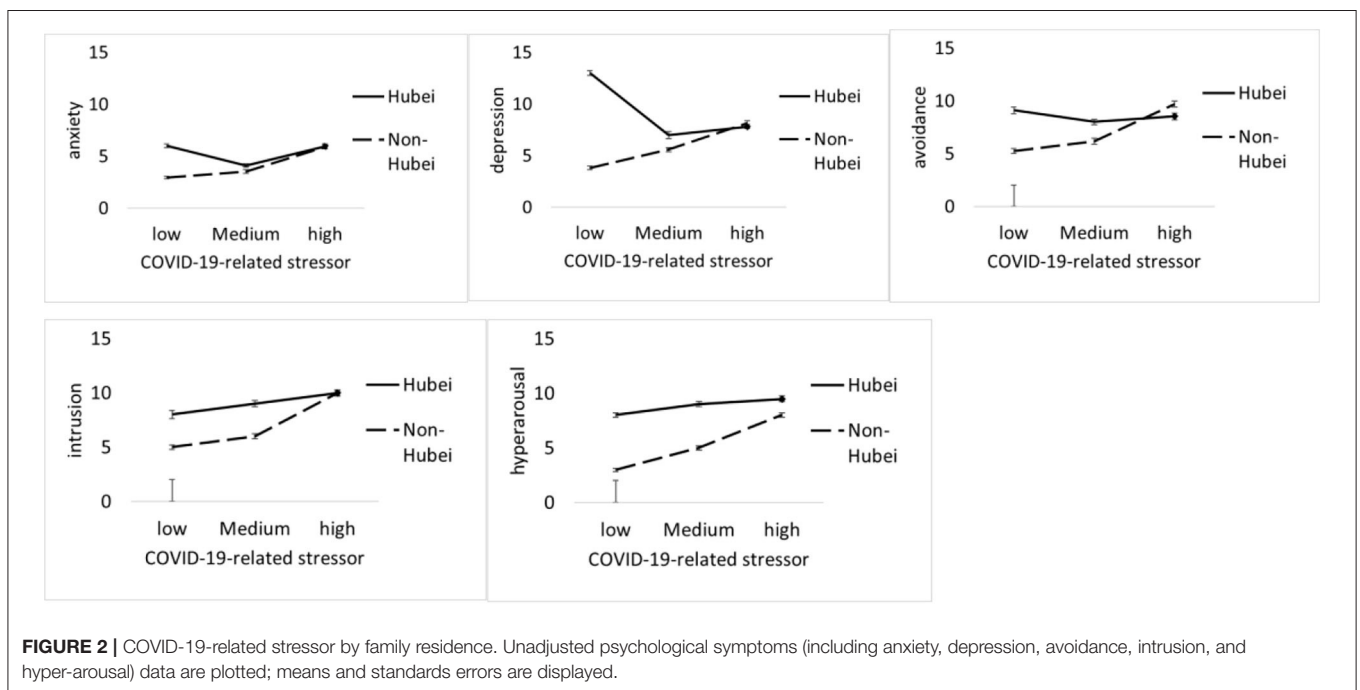 15
10
5
0
anxiety
low Medium high
COVID-19-related stressor
Hubei
Non-
Hubei
15
10
5
0
depression
low Medium high
COVID-19-related stressor
Hubei
Non-
Hubei
15
10
5
0
avoidance
low Medium high
COVID-19-related stressor
Hubei
Non-
Hubei
15
10
5
0
intrusion
low Medium high
COVID-19-related stressor
Hubei
Non-
Hubei
15
10
5
0
hyperarousal
low Medium high
COVID-19-related stressor
Hubei
Non-
Hubei
FIGURE 2 | COVID-19-related stressor by family residence. Unadjusted psychological symptoms (including anxiety, depression, avoidance, intrusion, and
hyper-arousal) data are plotted; means and standards errors are displayed.